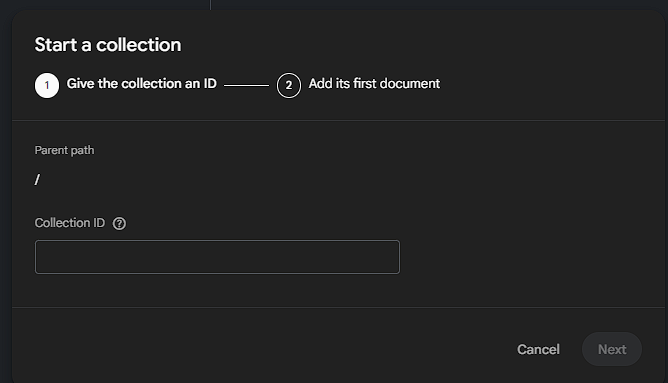 Start a collection
1 Give the collection an ID 2 Add its first document
Parent path
/
Collection ID ?
Cancel Next